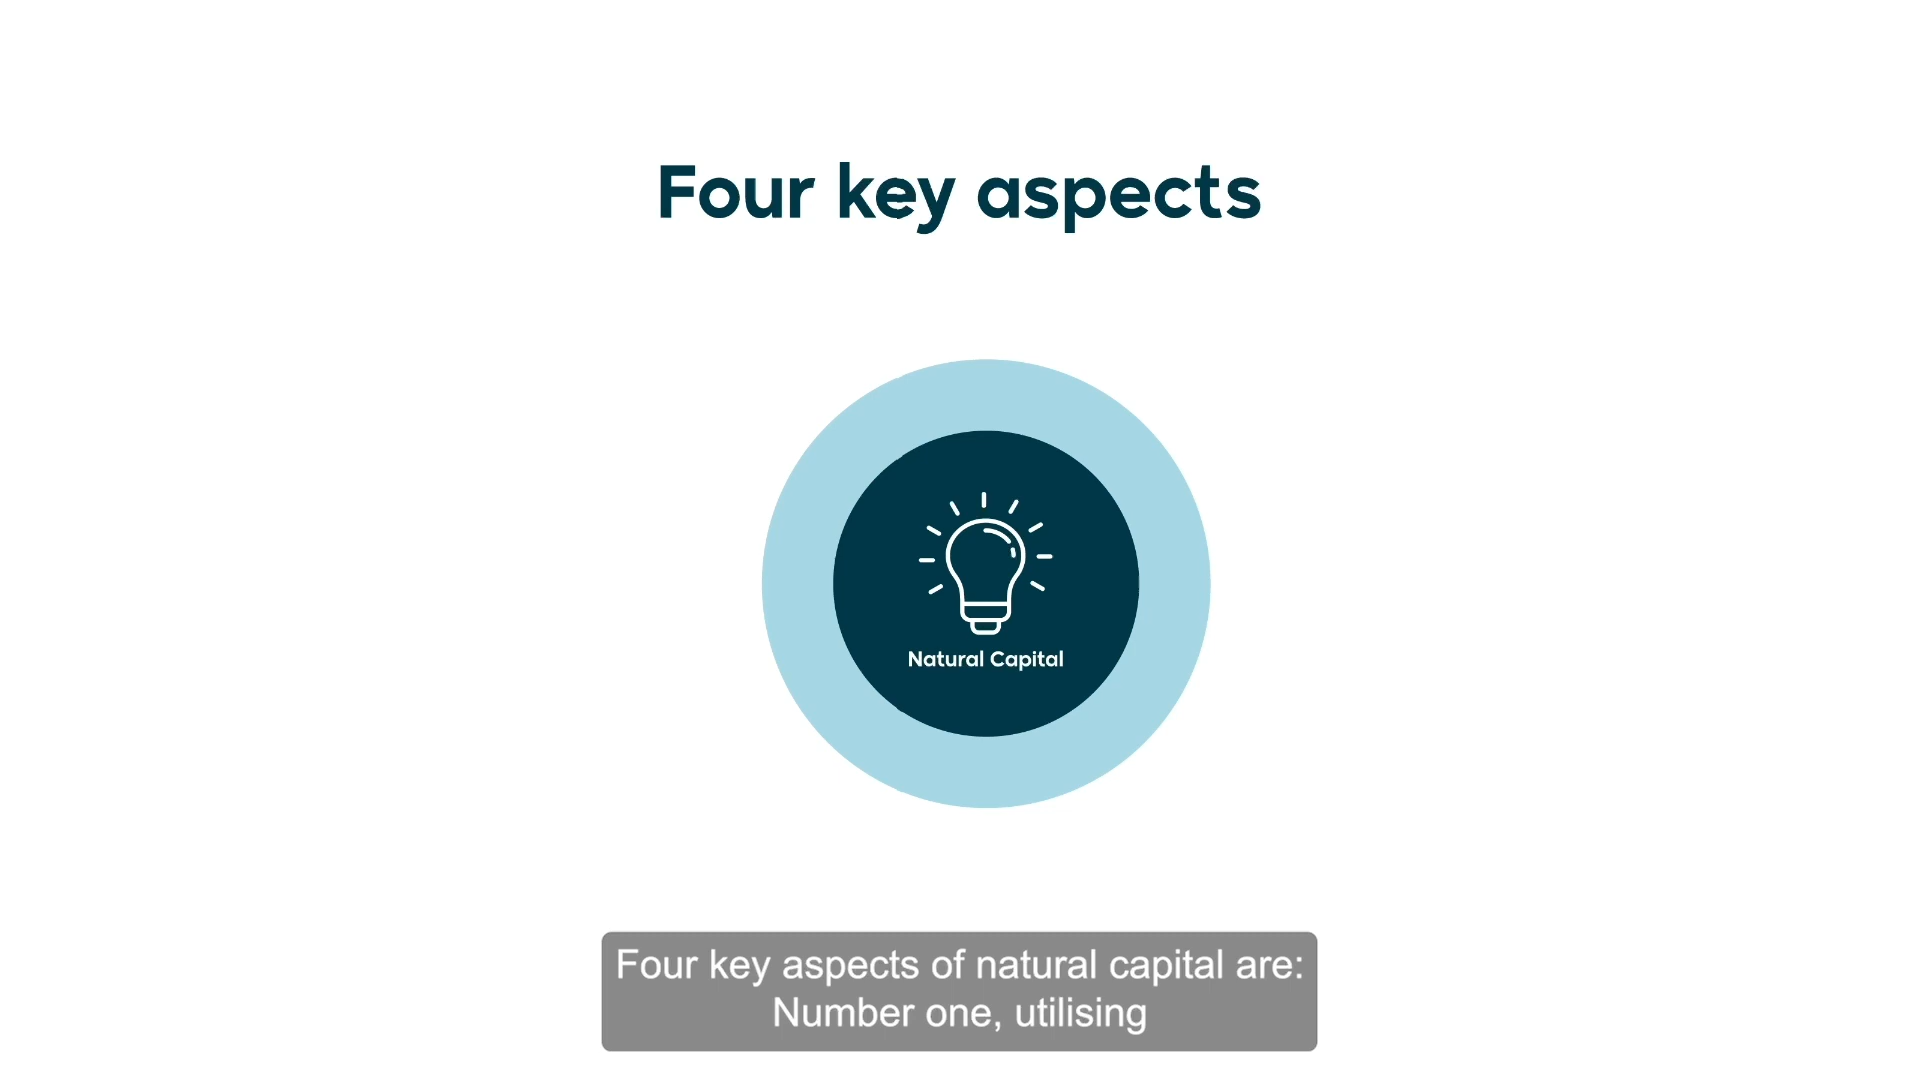 Four key aspects
Natural Capital
Four key aspects of natural capital are:
Number one, utilising